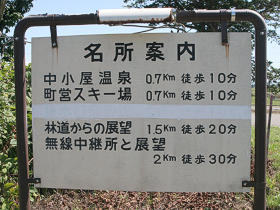 名所案内
中小屋温泉 0.7Km 徒歩10分
町営スキー場 0.7Km 徒歩10分
林道からの展望 1.5Km 徒歩20分
無線中継所と展望
2Km 徒歩30分